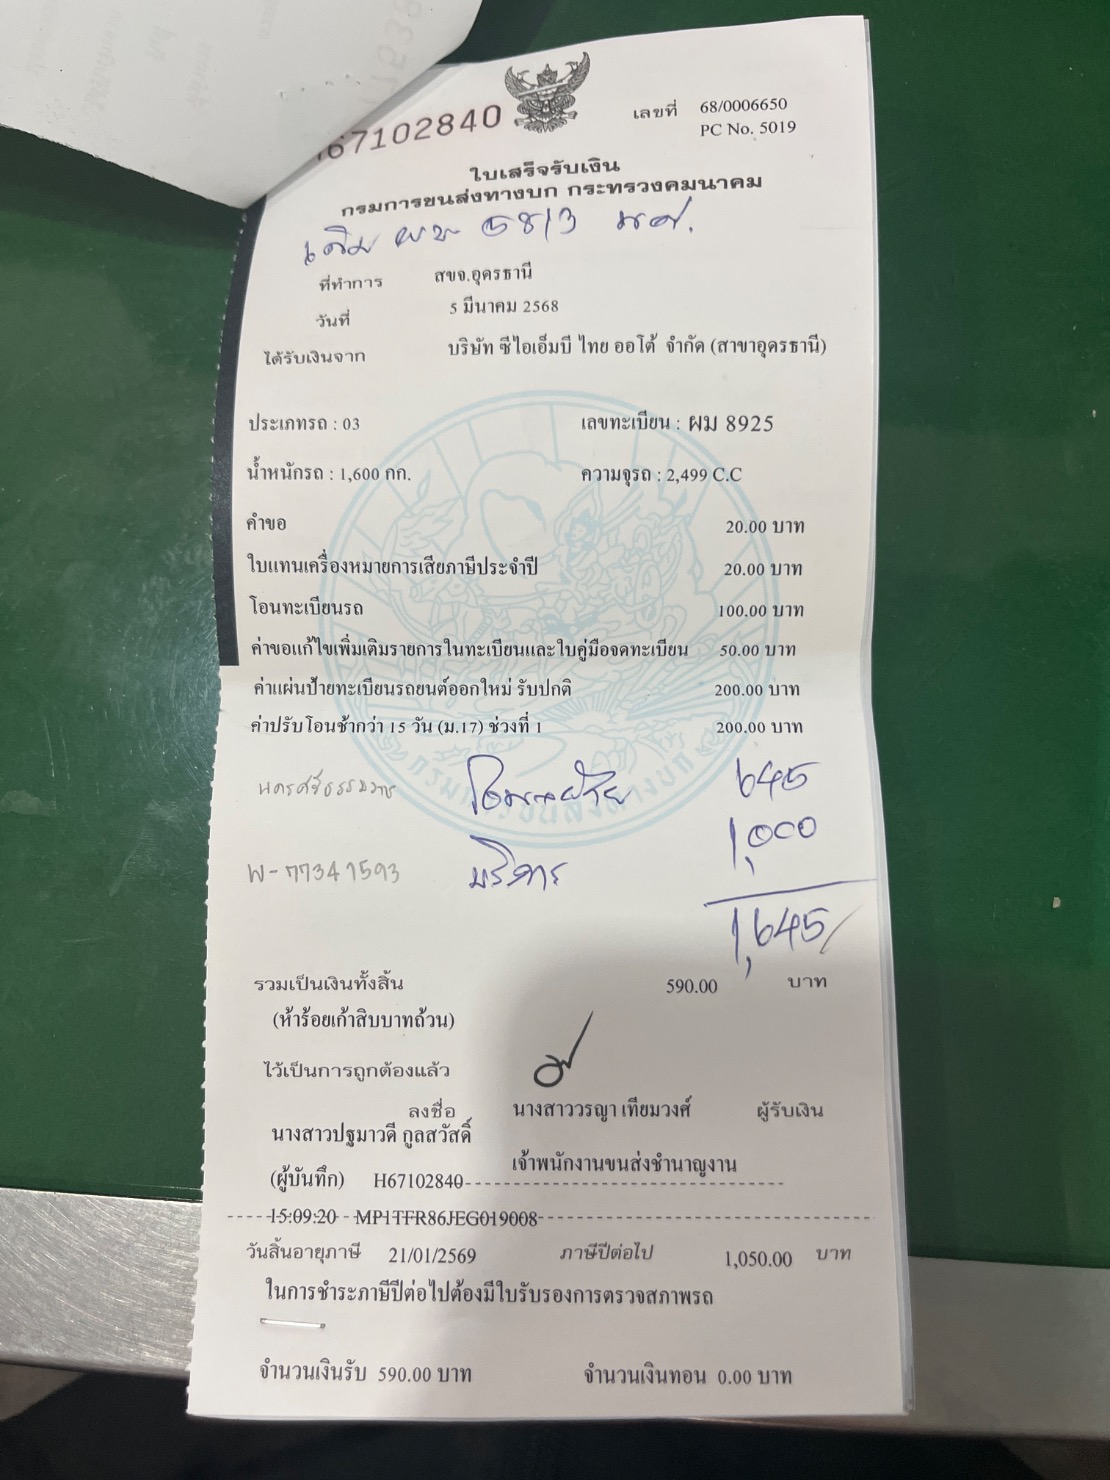 67102840
เลขที่ 68/0006650
PC No. 5019
ใบเสร็จรับเงิน
กรมการขนส่งทางบก กระทรวงคมนาคม
เดิม
ที่ทำการ สขจ.อุดรธานี
วันที่ 5 มีนาคม 2568
ได้รับเงินจาก บริษัท ซีไอเอ็มบี ไทย ออโต้ จำกัด (สาขาอุดรธานี)
ประเภทรถ : 03 เลขทะเบียน : ผม 8925
น้ำหนักรถ : 1,600 กก. ความจุรถ : 2,499 C.C
คำขอ 20.00 บาท
ใบแทนเครื่องหมายการเสียภาษีประจำปี 20.00 บาท
โอนทะเบียนรถ 100.00 บาท
ค่าขอแก้ไขเพิ่มเติมรายการในทะเบียนและใบคู่มือจดทะเบียน 50.00 บาท
ค่าแผ่นป้ายทะเบียนรถยนต์ออกใหม่ รับปกติ 200.00 บาท
ค่าปรับโอนช้ากว่า 15 วัน (ม.17) ช่วงที่ 1 200.00 บาท
นครศรีธรรมราช 645
1,000
W-77341593 บริการ
1,645/
รวมเป็นเงินทั้งสิ้น 590.00 บาท
(ห้าร้อยเก้าสิบบาทถ้วน)
ไว้เป็นการถูกต้องแล้ว
ลงชื่อ นางสาววรญา เทียมวงศ์ ผู้รับเงิน
นางสาวปฐมาวดี กูลสวัสดิ์
เจ้าพนักงานขนส่งชำนาญงาน
(ผู้บันทึก) H67102840
15:09:20 MP1TFR86JEG019008
วันสิ้นอายุภาษี 21/01/2569 ภาษีปีต่อไป 1,050.00 บาท
ในการชำระภาษีปีต่อไปต้องมีใบรับรองการตรวจสภาพรถ
จำนวนเงินรับ 590.00 บาท จำนวนเงินทอน 0.00 บาท